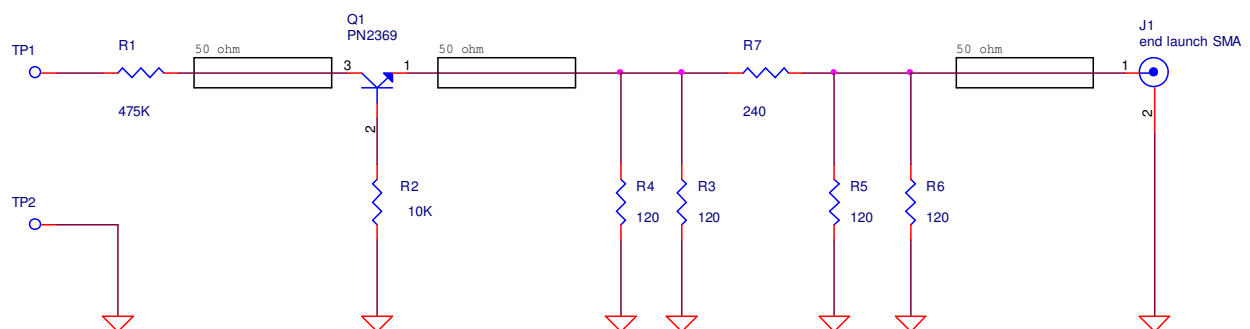 Q1
PN2369
J1
end launch SMA
TP1
R1
50 ohm
3
1
50 ohm
R7
50 ohm
1
475K
240
2
2
R2
10K
R4
120
R3
120
R5
120
R6
120
TP2